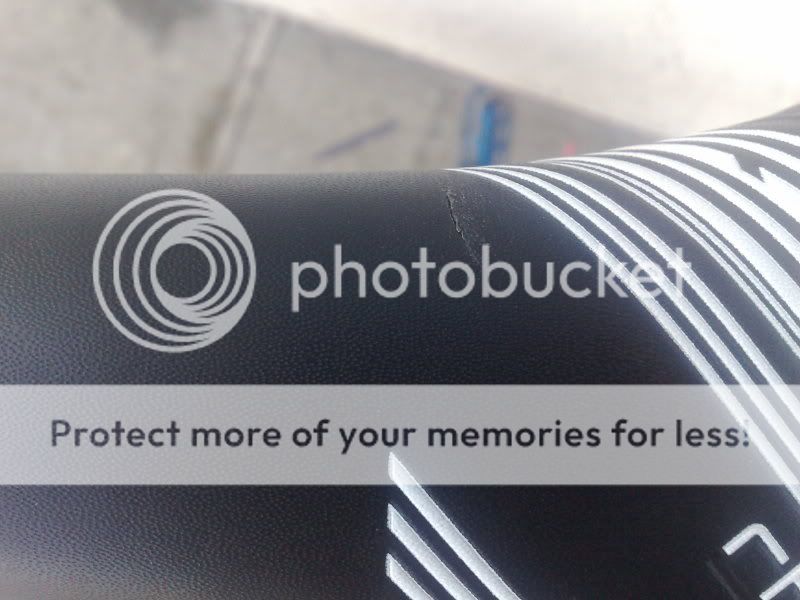 photobucket
Protect more of your memories for less!